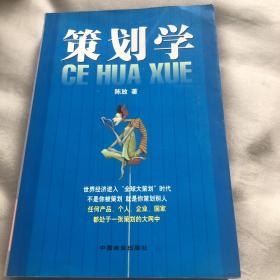 策划学
CE HUA XUE
陈放 著
世界经济进入“全球大策划”时代
不是你被策划 就是你策划别人
任何产品、个人、企业、国家
都处于一张策划的大网中
中国商业出版社